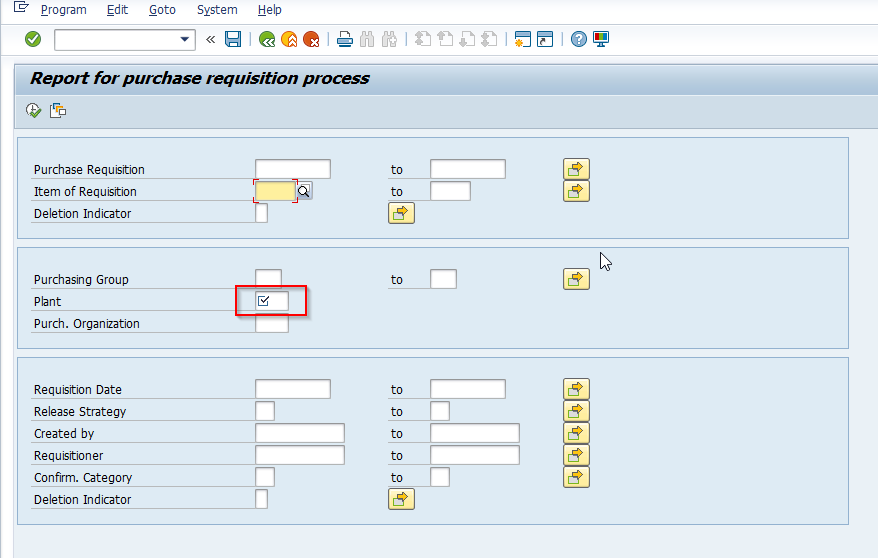 Program Edit Goto System Help
Report for purchase requisition process
Purchase Requisition to
Item of Requisition to
Deletion Indicator
Purchasing Group to
Plant
Purch. Organization
Requisition Date to
Release Strategy to
Created by to
Requisitioner to
Confirm. Category to
Deletion Indicator